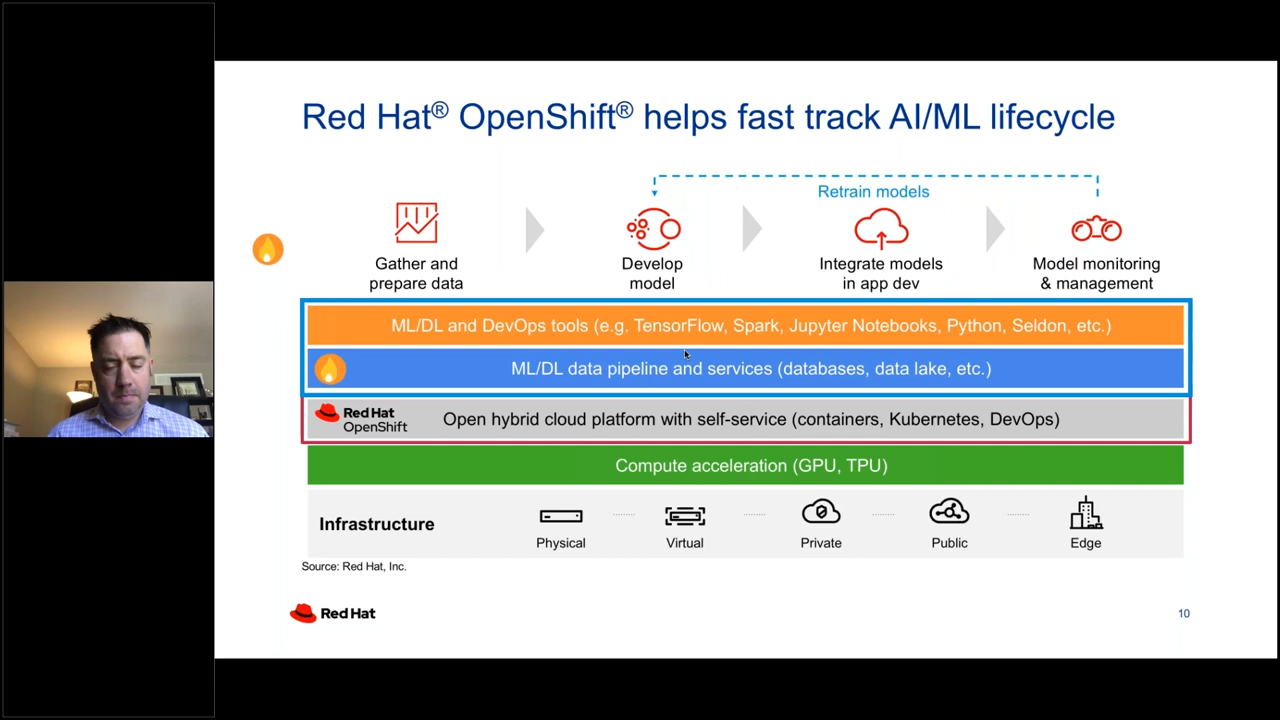 Red Hat® OpenShift® helps fast track AI/ML lifecycle
Retrain models
Gather and
prepare data
Develop
model
Integrate models
in app dev
Model monitoring
& management
ML/DL and DevOps tools (e.g. TensorFlow, Spark, Jupyter Notebooks, Python, Seldon, etc.)
ML/DL data pipeline and services (databases, data lake, etc.)
Red Hat
OpenShift
Open hybrid cloud platform with self-service (containers, Kubernetes, DevOps)
Compute acceleration (GPU, TPU)
Infrastructure
Physical
Virtual
Private
Public
Edge
Source: Red Hat, Inc.
Red Hat
10